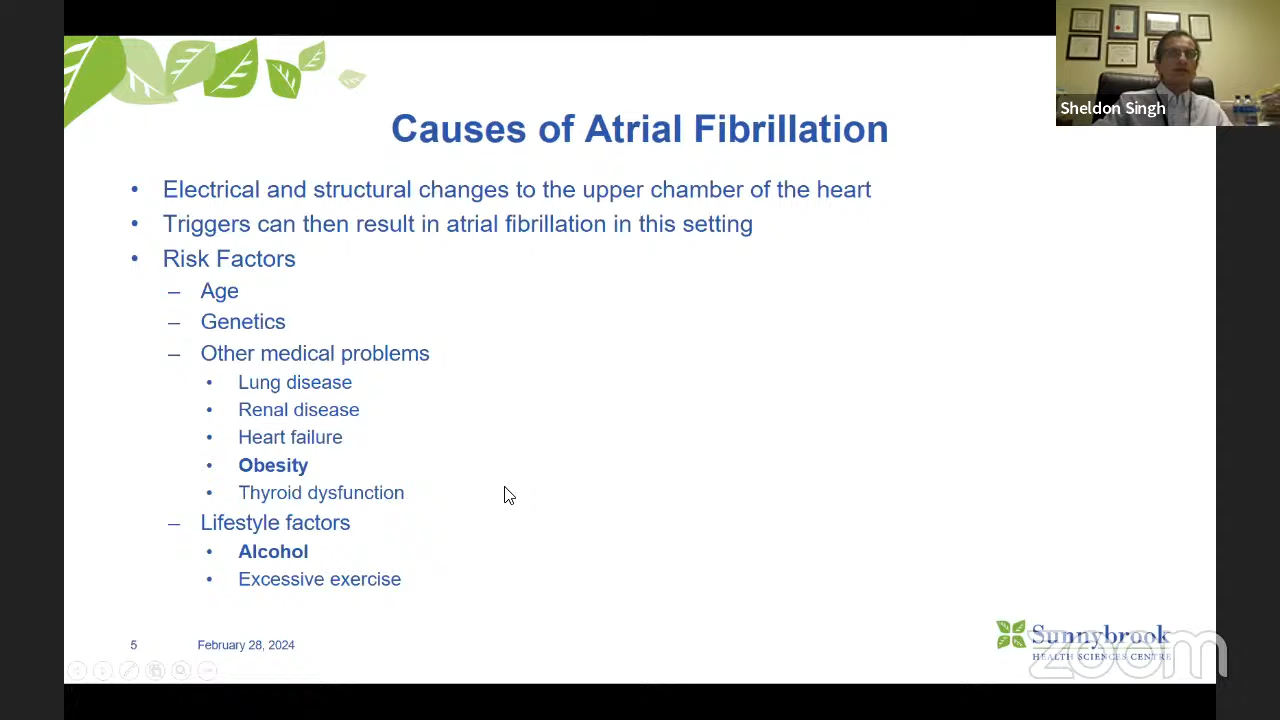 Sheldon Singh
Causes of Atrial Fibrillation
• Electrical and structural changes to the upper chamber of the heart
• Triggers can then result in atrial fibrillation in this setting
• Risk Factors
– Age
– Genetics
– Other medical problems
• Lung disease
• Renal disease
• Heart failure
• Obesity
• Thyroid dysfunction
– Lifestyle factors
• Alcohol
• Excessive exercise
5 February 28, 2024
Sunnybrook
HEALTH SCIENCES CENTRE
zoom